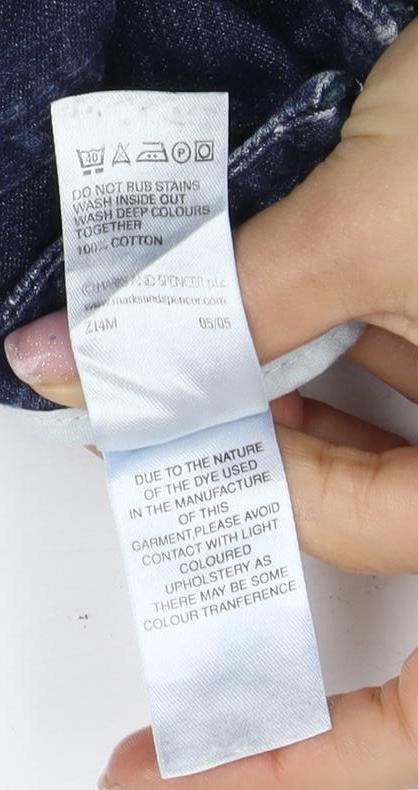 40 P
DO NOT RUB STAINS
WASH INSIDE OUT
WASH DEEP COLOURS
TOGETHER
100% COTTON
©MARKS AND SPENCER p.l.c.
www.marksandspencer.com
Z14M 05/05
DUE TO THE NATURE
OF THE DYE USED
IN THE MANUFACTURE
OF THIS
GARMENT,PLEASE AVOID
CONTACT WITH LIGHT
COLOURED
UPHOLSTERY AS
THERE MAY BE SOME
COLOUR TRANFERENCE